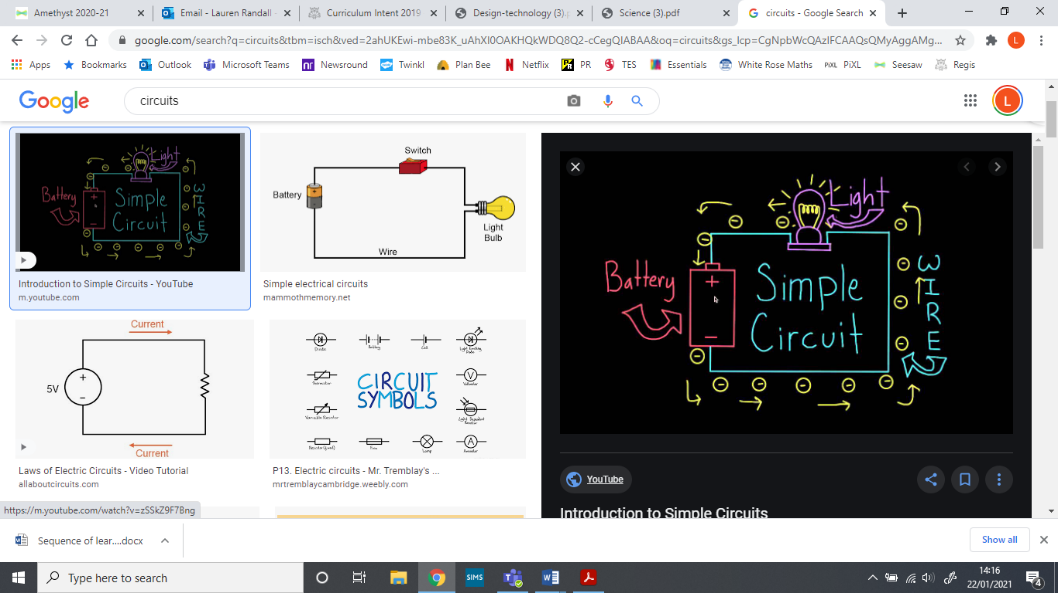 Amethyst 2020-21
Email - Lauren Randall -
Curriculum Intent 2019
Design-technology (3).p
Science (3).pdf
circuits - Google Search
google.com/search?q=circuits&tbm=isch&ved=2ahUKEwi-mbe83K_uAhXI0OAKHQkWDQ8Q2-cCegQIABAA&oq=circuits&gs_lcp=CgNpbWcQAzIFCAAQsQMyAggAMg...
Apps
Bookmarks
Outlook
Microsoft Teams
Newsround
Twinkl
Plan Bee
Netflix
PR
TES
Essentials
White Rose Maths
PiXL
Seesaw
Regis
Google
circuits
L
Battery
Light
Simple
Circuit
WIRE
Introduction to Simple Circuits - YouTube
m.youtube.com
Switch
Battery
Light
Bulb
Wire
Simple electrical circuits
mammothmemory.net
Current
5V
Current
Laws of Electric Circuits - Video Tutorial
allaboutcircuits.com
CIRCUIT
SYMBOLS
P13. Electric circuits - Mr. Tremblay's ...
mrtremblaycambridge.weebly.com
Light
Battery
Simple
Circuit
WIRE
YouTube
Introduction to Simple Circuits
https://m.youtube.com/watch?v=zSSkZ9F7Bng
Sequence of lear....docx
Show all
Type here to search
SIMS
14:16
22/01/2021
4